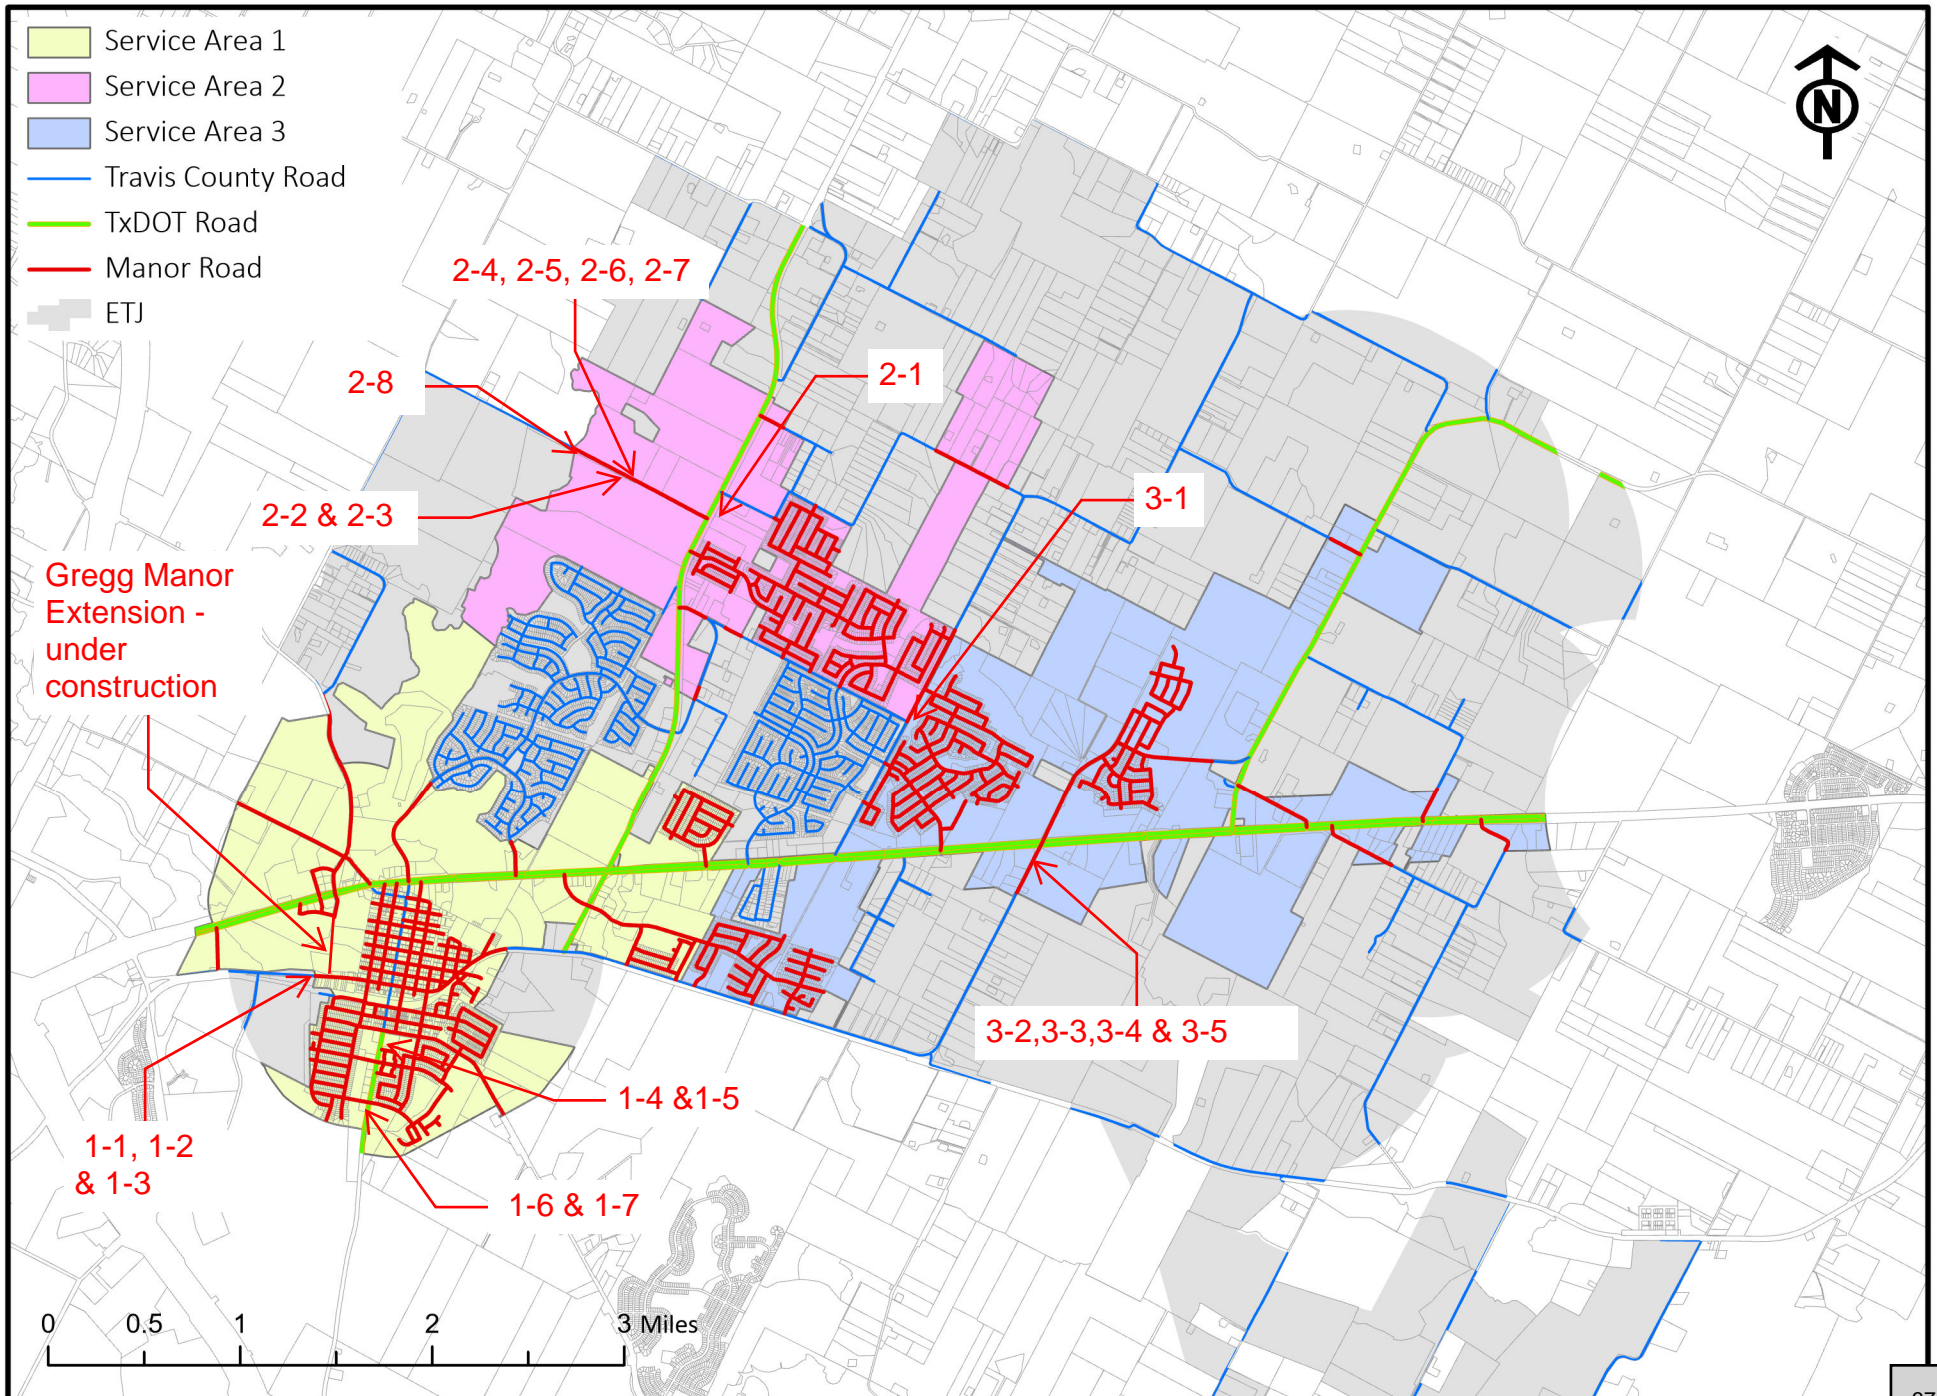 Service Area 1
Service Area 2
Service Area 3
Travis County Road
TxDOT Road
Manor Road
ETJ
N
2-4, 2-5, 2-6, 2-7
2-8
2-1
2-2 & 2-3
3-1
Gregg Manor
Extension -
under
construction
3-2,3-3,3-4 & 3-5
1-4 &1-5
1-1, 1-2
& 1-3
1-6 & 1-7
0 0.5 1 2 3 Miles